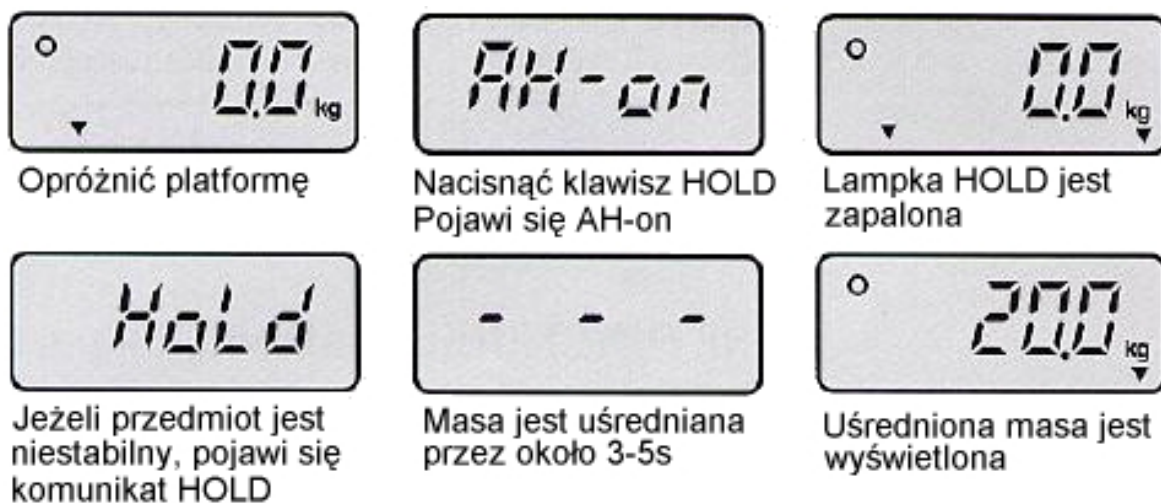 0.0 kg
Opróżnić platformę
AH-on
Nacisnąć klawisz HOLD
Pojawi się AH-on
0.0 kg
Lampka HOLD jest
zapalona
HoLd
Jeżeli przedmiot jest
niestabilny, pojawi się
komunikat HOLD
- - -
Masa jest uśredniana
przez około 3-5s
20.0 kg
Uśredniona masa jest
wyświetlona